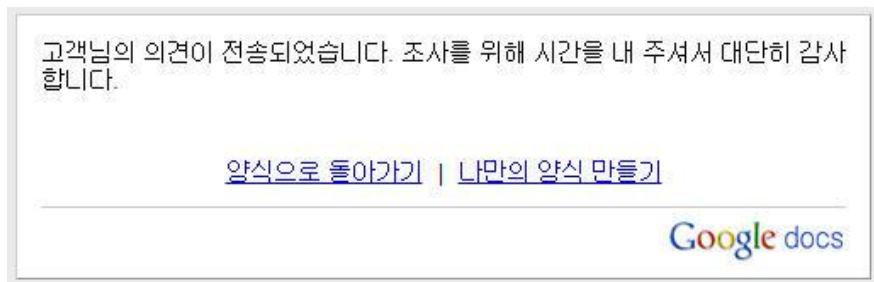 고객님의 의견이 전송되었습니다. 조사를 위해 시간을 내 주셔서 대단히 감사
합니다.
양식으로 돌아가기 | 나만의 양식 만들기
Google docs